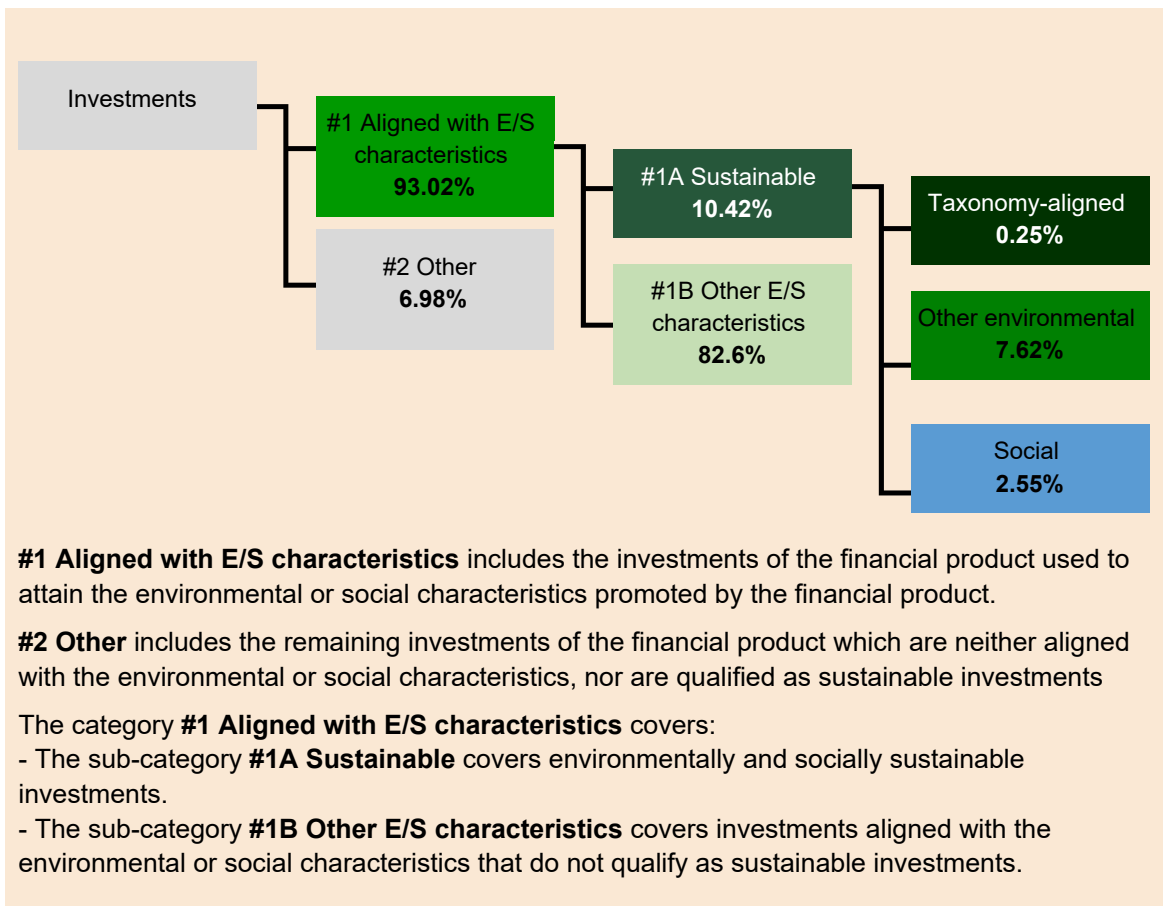 Investments
#1 Aligned with E/S
characteristics
93.02%
#2 Other
6.98%
#1A Sustainable
10.42%
#1B Other E/S
characteristics
82.6%
Taxonomy-aligned
0.25%
Other environmental
7.62%
Social
2.55%
#1 Aligned with E/S characteristics includes the investments of the financial product used to
attain the environmental or social characteristics promoted by the financial product.
#2 Other includes the remaining investments of the financial product which are neither aligned
with the environmental or social characteristics, nor are qualified as sustainable investments
The category #1 Aligned with E/S characteristics covers:
- The sub-category #1A Sustainable covers environmentally and socially sustainable
investments.
- The sub-category #1B Other E/S characteristics covers investments aligned with the
environmental or social characteristics that do not qualify as sustainable investments.